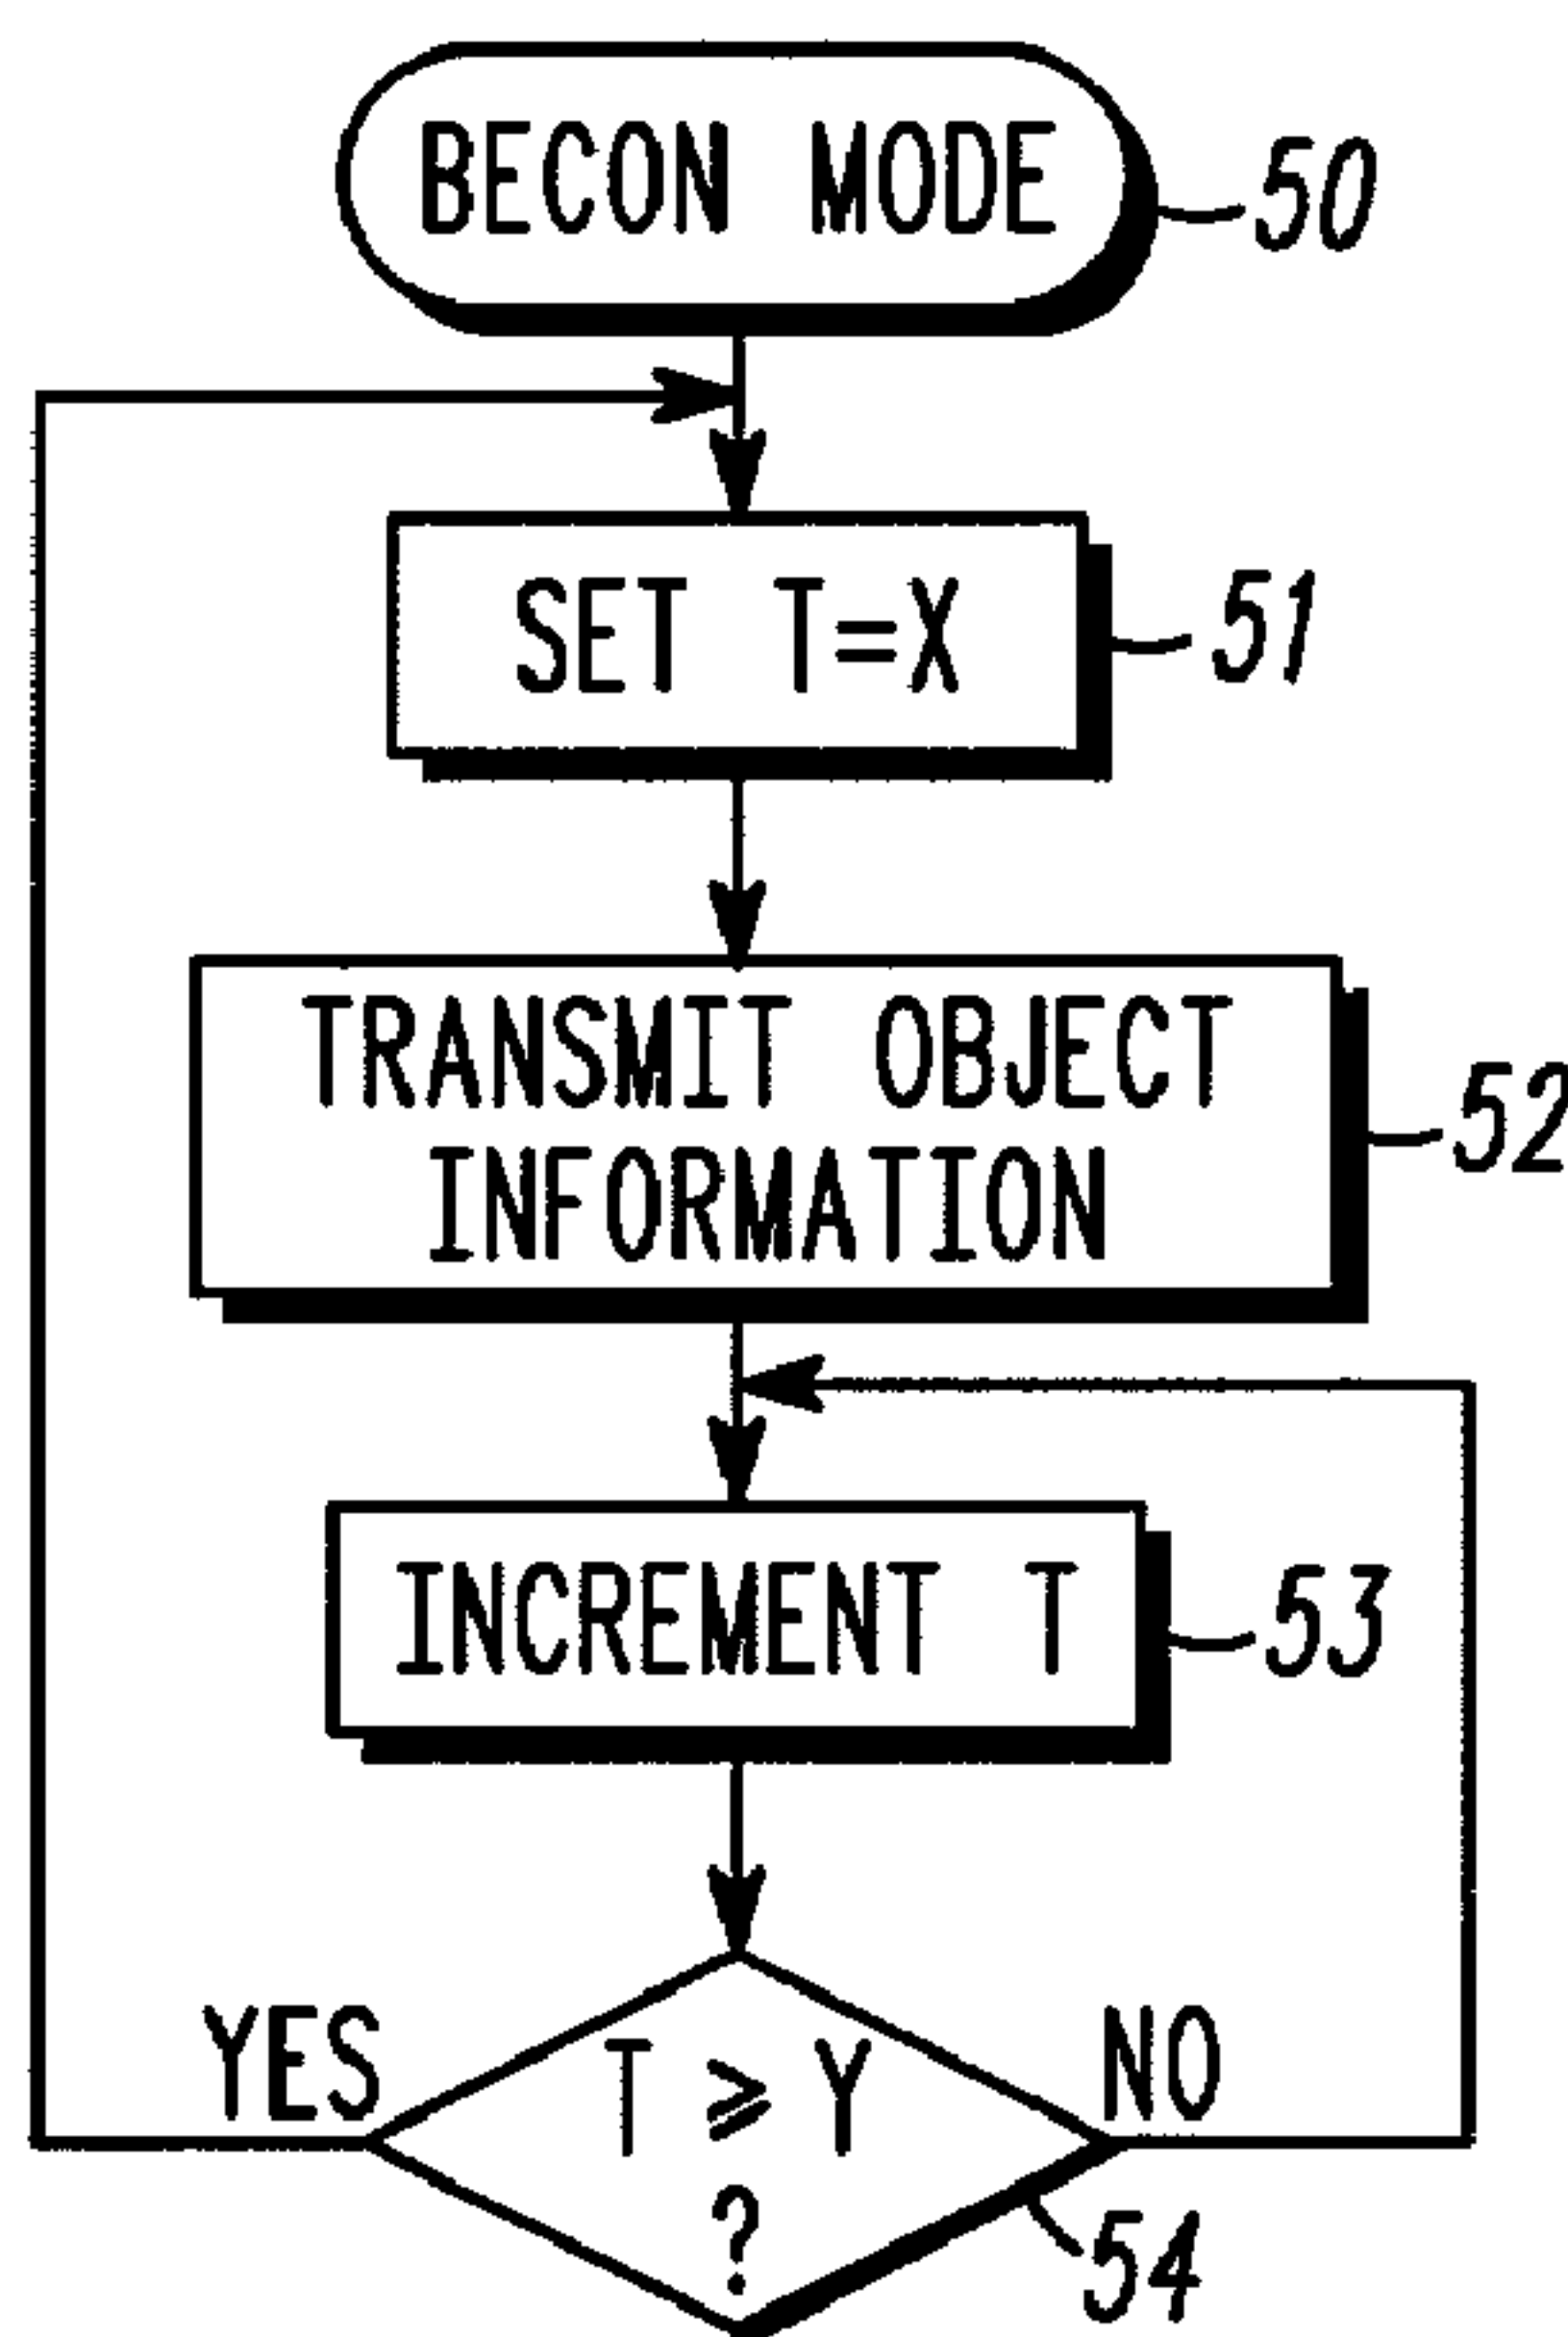 BECON MODE
50
SET T=X
51
TRANSMIT OBJECT
INFORMATION
52
INCREMENT T
53
YES
T ⩾ Y
?
NO
54